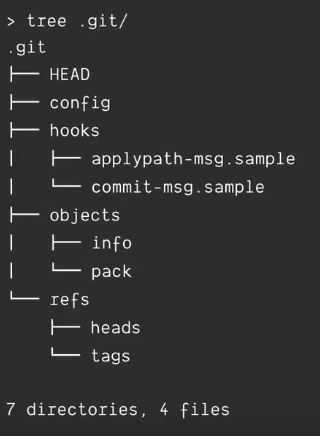 > tree .git/
.git
├── HEAD
├── config
├── hooks
│   ├── applypath-msg.sample
│   └── commit-msg.sample
├── objects
│   ├── info
│   └── pack
└── refs
    ├── heads
    └── tags
7 directories, 4 files